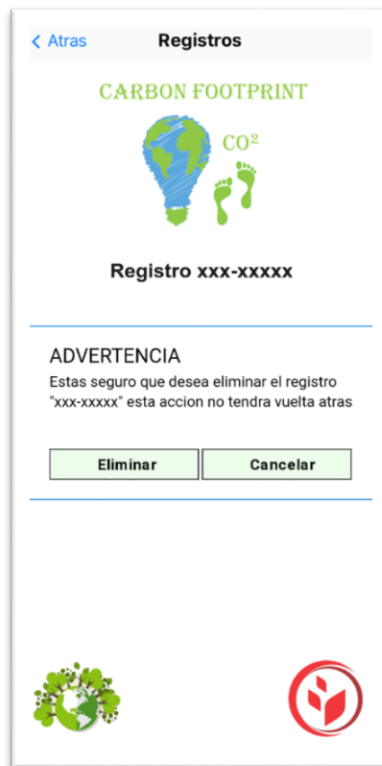 Atras
Registros
CARBON FOOTPRINT
CO²
Registro xxx-xxxxx
ADVERTENCIA
Estas seguro que desea eliminar el registro
"xxx-xxxxx" esta accion no tendra vuelta atras
Eliminar
Cancelar